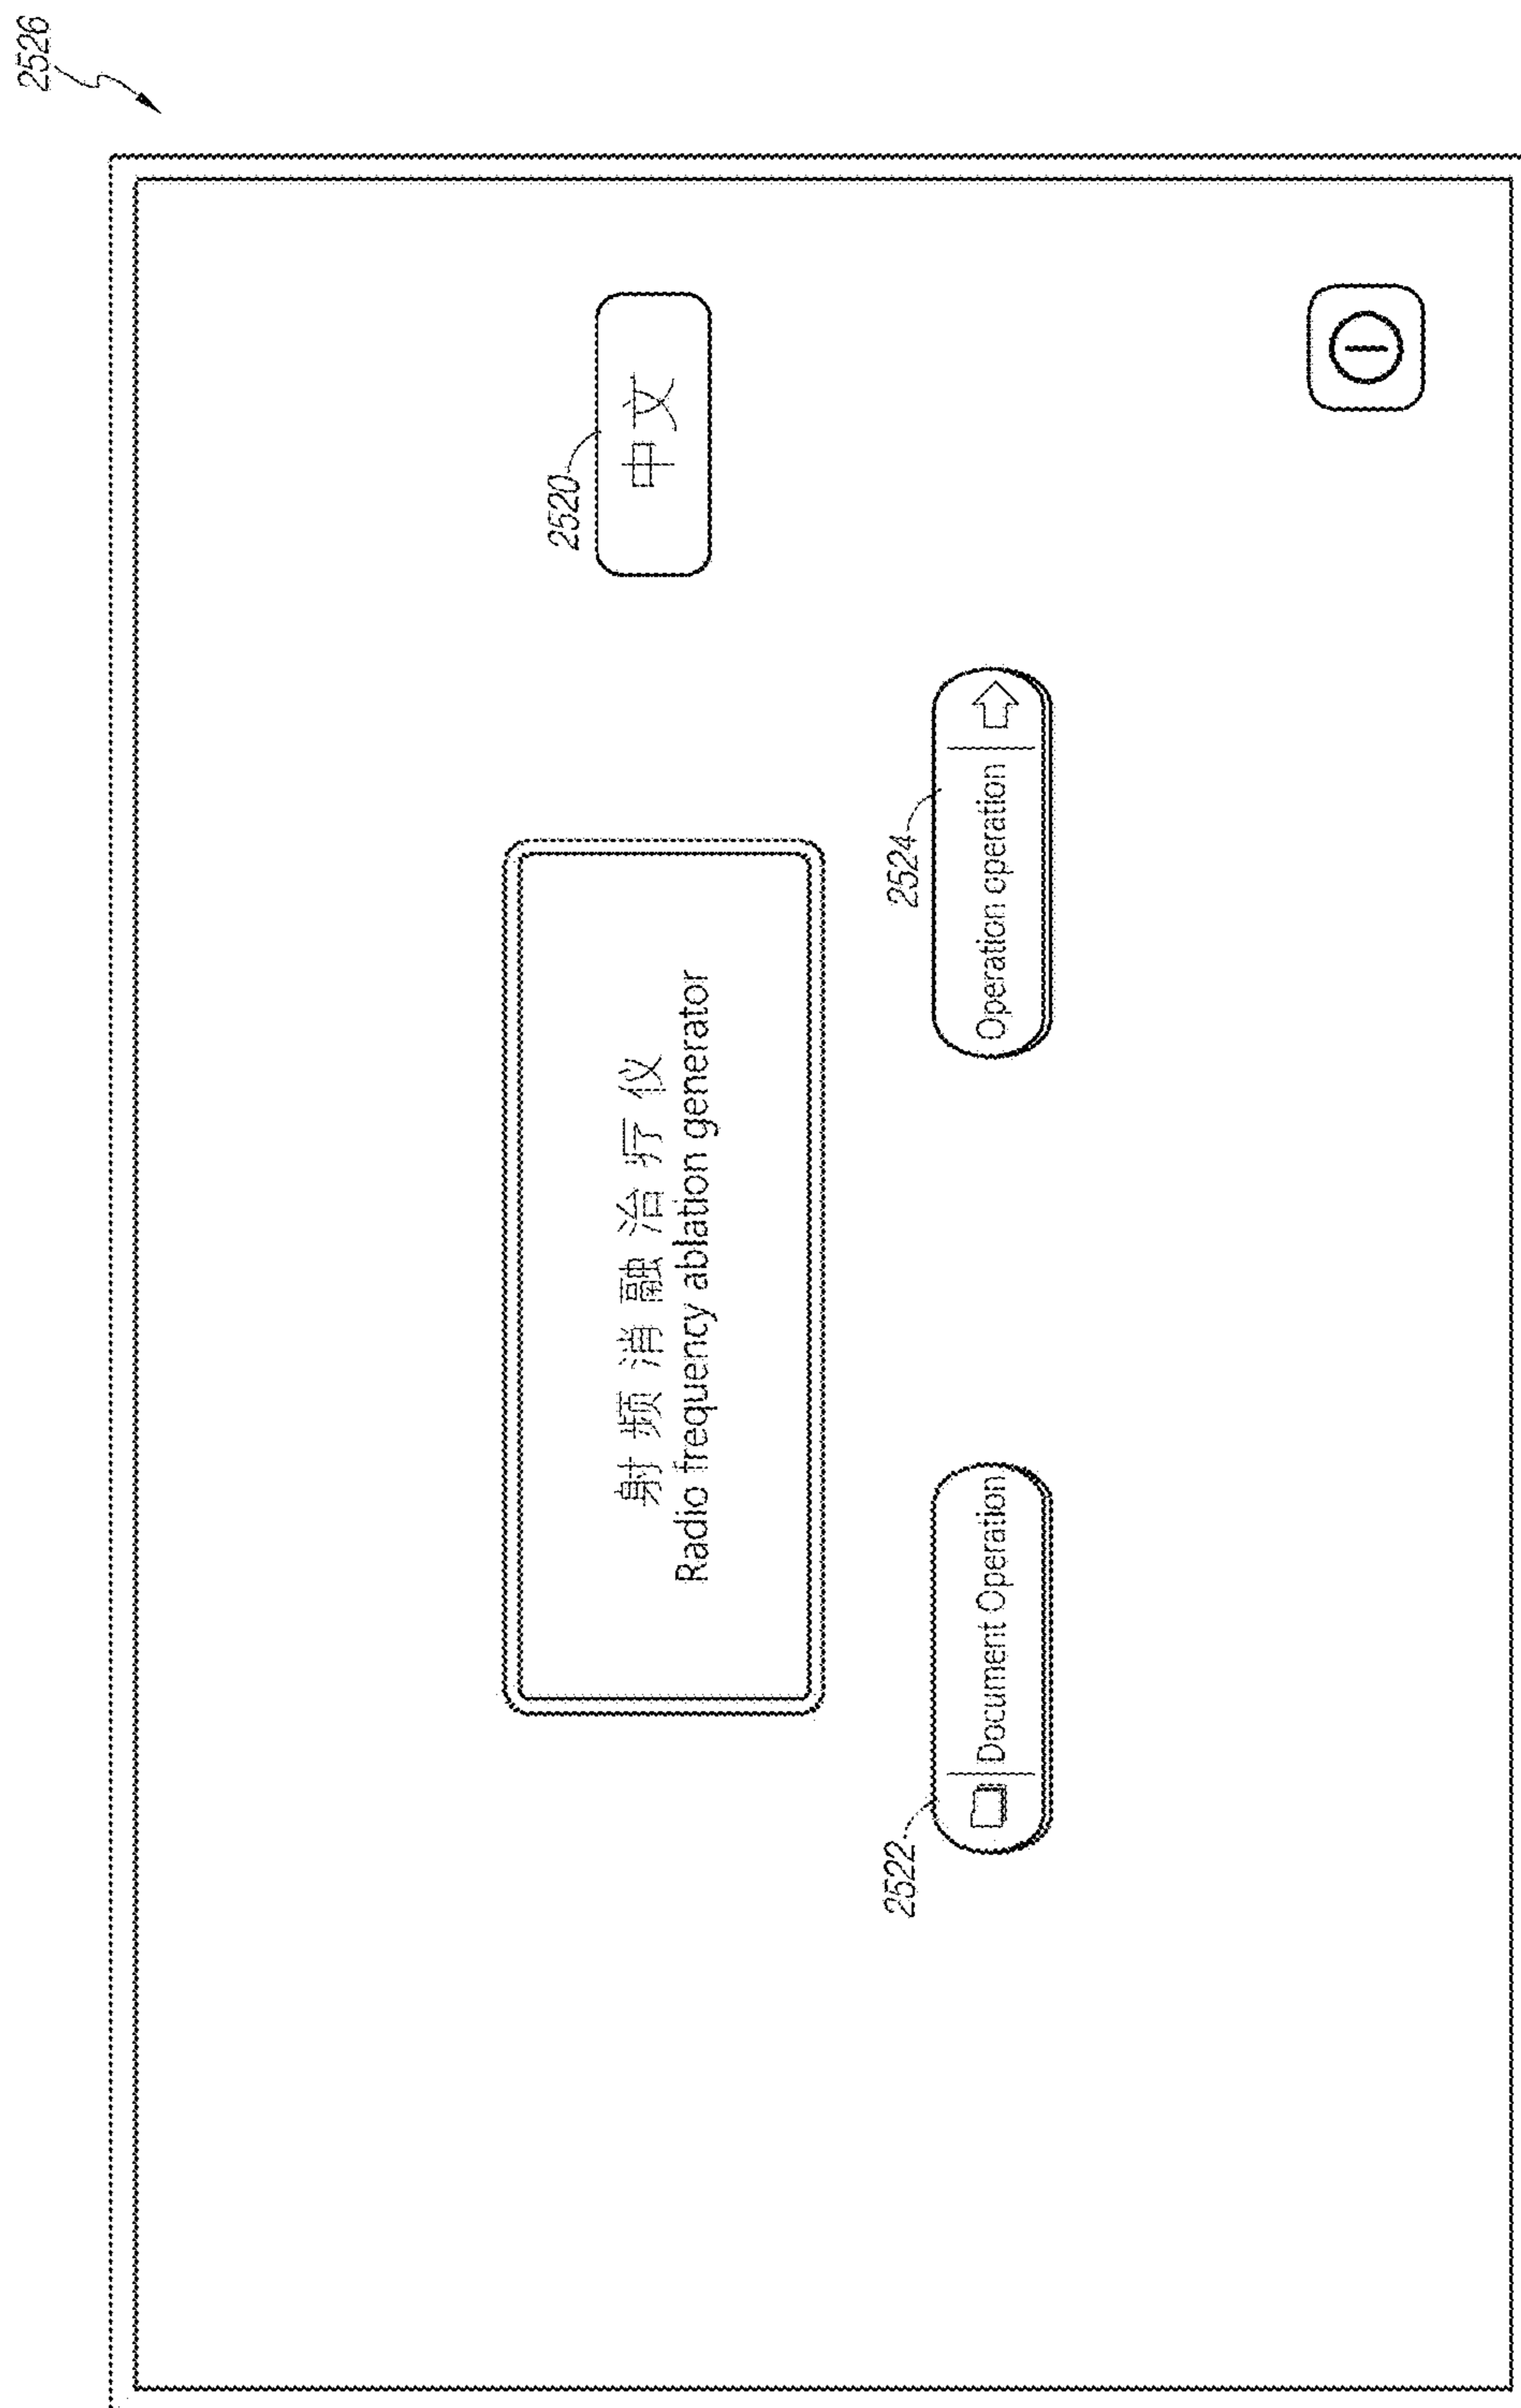 2526
2520
中文
射频消融治疗仪
Radio frequency ablation generator
2522
2524
Document Operation
Operation operation